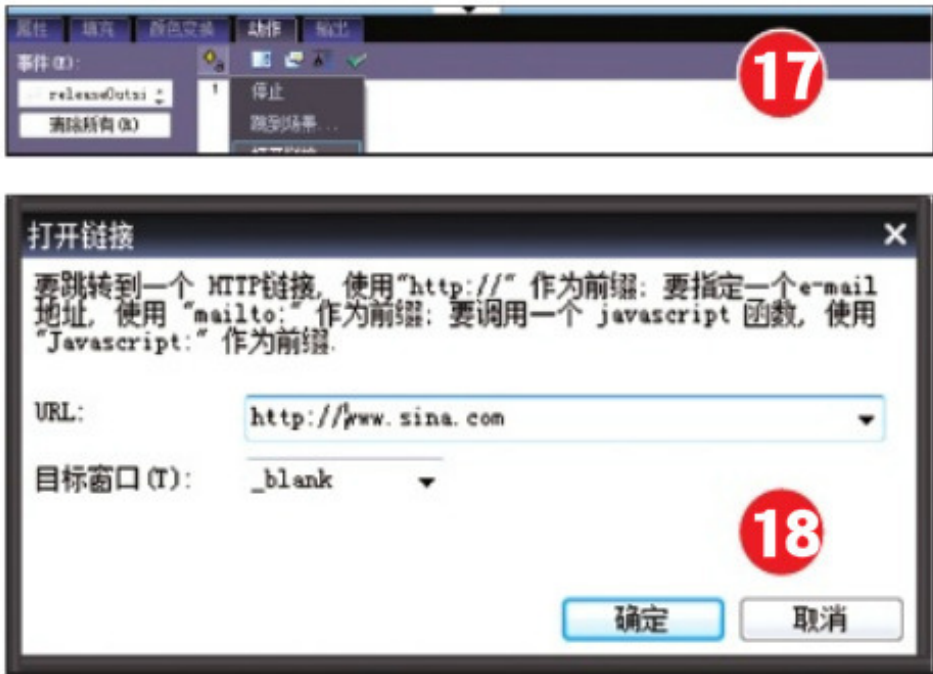 属性 填充 颜色变换 动作 输出
17
事件(E):
releaseOutsi
1
停止
清除所有(R)
跳到场景...
打开链接
打开链接
要跳转到一个 HTTP链接, 使用"http://" 作为前缀; 要指定一个e-mail
地址, 使用 "mailto:" 作为前缀; 要调用一个 javascript 函数, 使用
"Javascript:" 作为前缀.
URL:
http://www.sina.com
目标窗口(T):
_blank
18
确定
取消